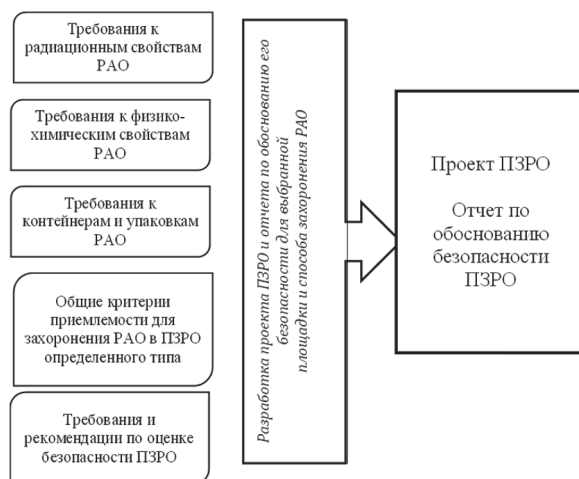 Требования к
радиационным свойствам
РАО
Требования к физико-
химическим свойствам
РАО
Требования к
контейнерам и упаковкам
РАО
Общие критерии
приемлемости для
захоронения РАО в ПЗРО
определенного типа
Требования и
рекомендации по оценке
безопасности ПЗРО
Разработка проекта ПЗРО и отчета по обоснованию его
безопасности для выбранной
площадки и способа захоронения РАО
Проект ПЗРО
Отчет по
обоснованию
безопасности
ПЗРО